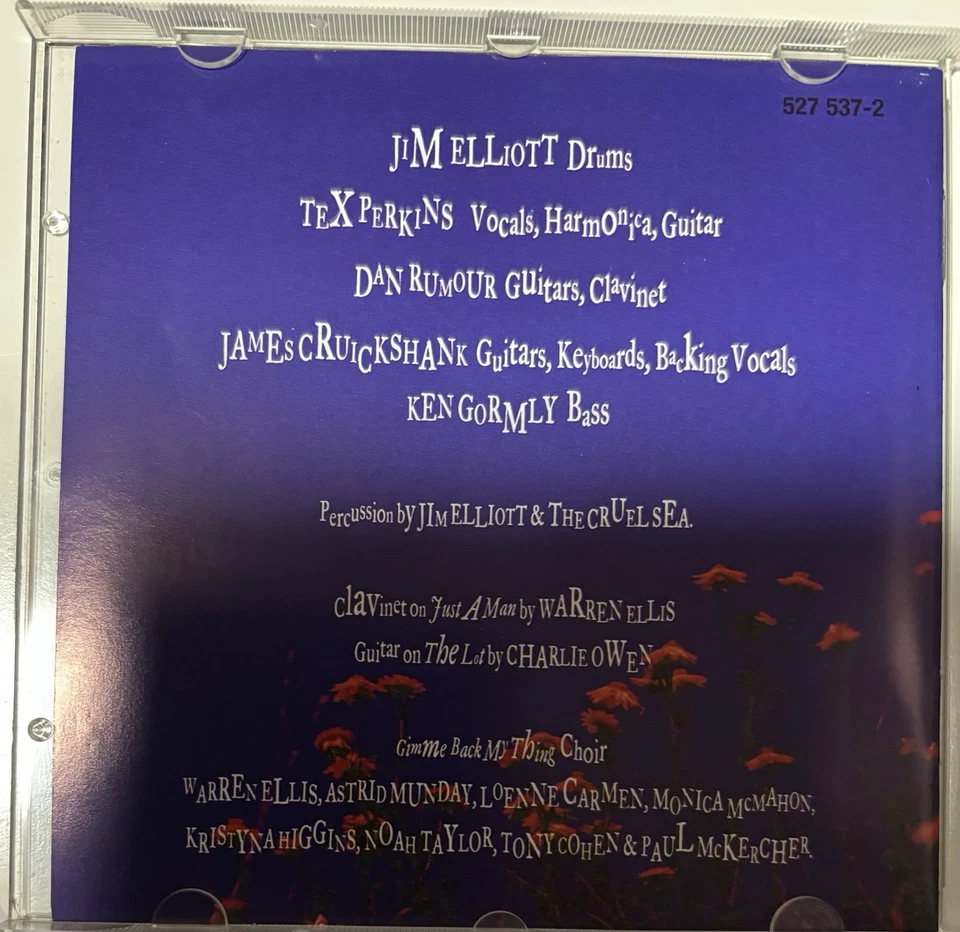 527 537-2
JIM ELLIOTT Drums
TEX PERKINS Vocals, Harmonica, Guitar
DAN RUMOUR Guitars, Clavinet
JAMES CRUICKSHANK Guitars, Keyboards, Backing Vocals
KEN GORMLY Bass
Percussion by JIM ELLIOTT & THE CRUEL SEA.
Clavinet on Just A Man by WARREN ELLIS
Guitar on The Lot by CHARLIE OWEN
Gimme Back My Thing Choir
WARREN ELLIS, ASTRID MUNDAY, LOENNE CARMEN, MONICA McMAHON,
KRISTYNA HIGGINS, NOAH TAYLOR, TONY COHEN & PAUL McKERCHER.